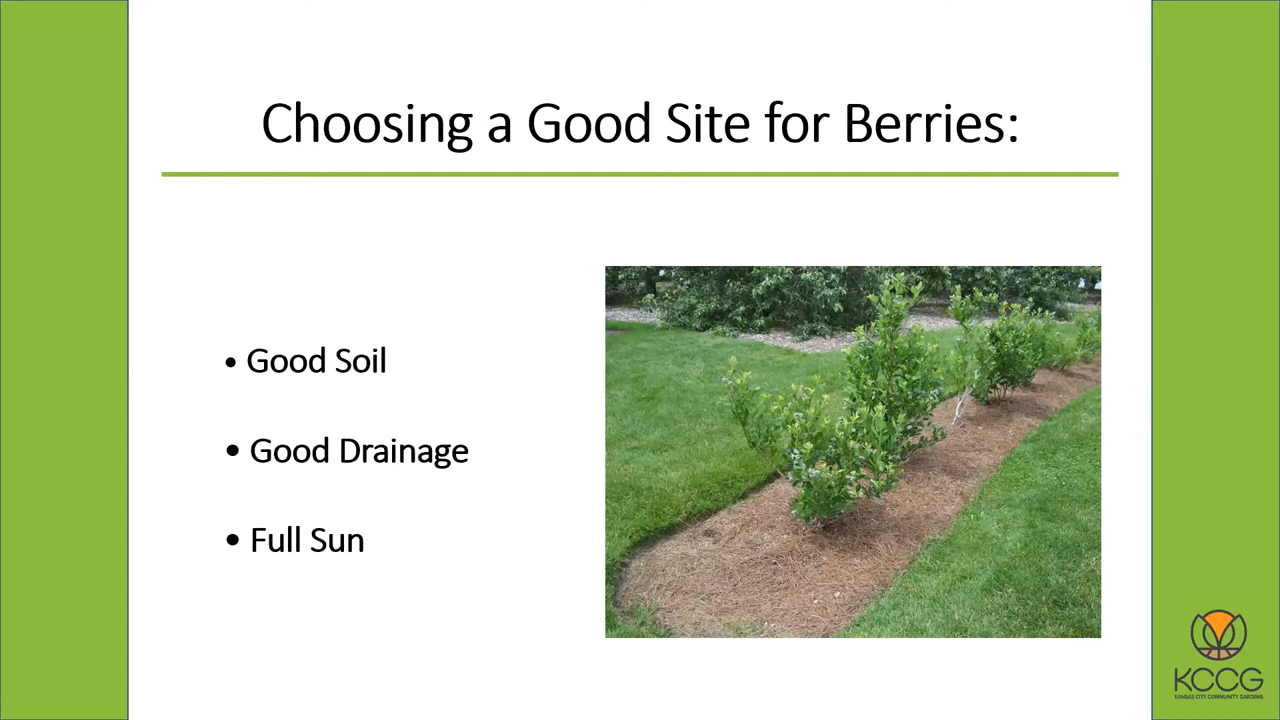 Choosing a Good Site for Berries:
• Good Soil
• Good Drainage
• Full Sun
KCCG
KANSAS CITY COMMUNITY GARDENS